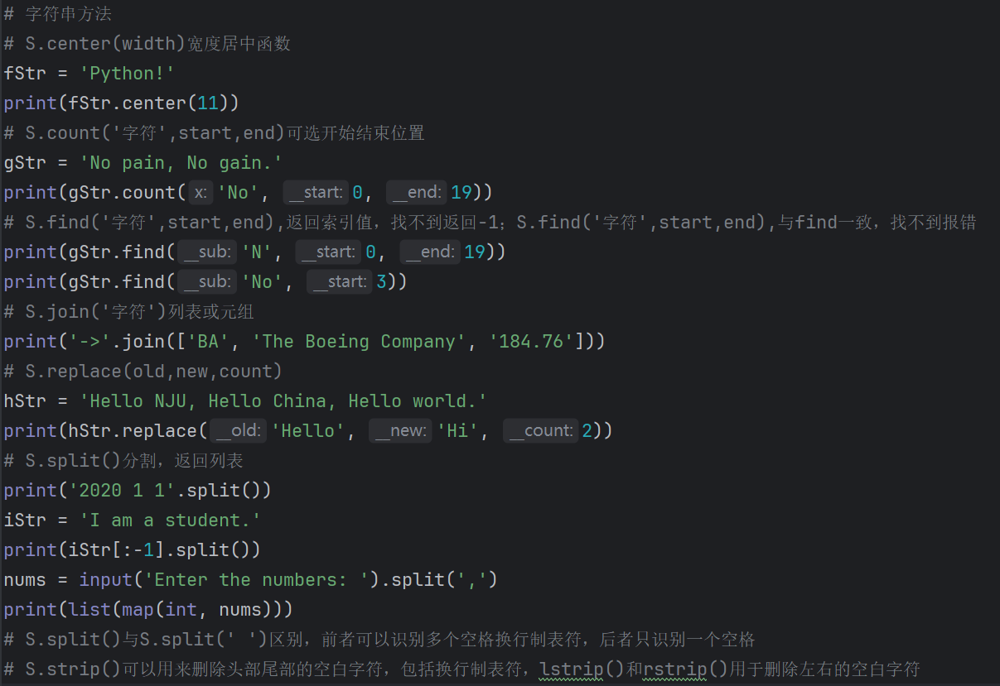 # 字符串方法
# S.center(width)宽度居中函数
fStr = 'Python!'
print(fStr.center(11))
# S.count('字符',start,end)可选开始结束位置
gStr = 'No pain, No gain.'
print(gStr.count( x: 'No', __start: 0, __end: 19))
# S.find('字符',start,end),返回索引值，找不到返回-1；S.find('字符',start,end),与find一致，找不到报错
print(gStr.find( __sub: 'N', __start: 0, __end: 19))
print(gStr.find( __sub: 'No', __start: 3))
# S.join('字符')列表或元组
print('->'.join(['BA', 'The Boeing Company', '184.76']))
# S.replace(old,new,count)
hStr = 'Hello NJU, Hello China, Hello world.'
print(hStr.replace( __old: 'Hello', __new: 'Hi', __count: 2))
# S.split()分割，返回列表
print('2020 1 1'.split())
iStr = 'I am a student.'
print(iStr[:-1].split())
nums = input('Enter the numbers: ').split(',')
print(list(map(int, nums)))
# S.split()与S.split(' ')区别，前者可以识别多个空格换行制表符，后者只识别一个空格
# S.strip()可以用来删除头部尾部的空白字符，包括换行制表符，lstrip()和rstrip()用于删除左右的空白字符